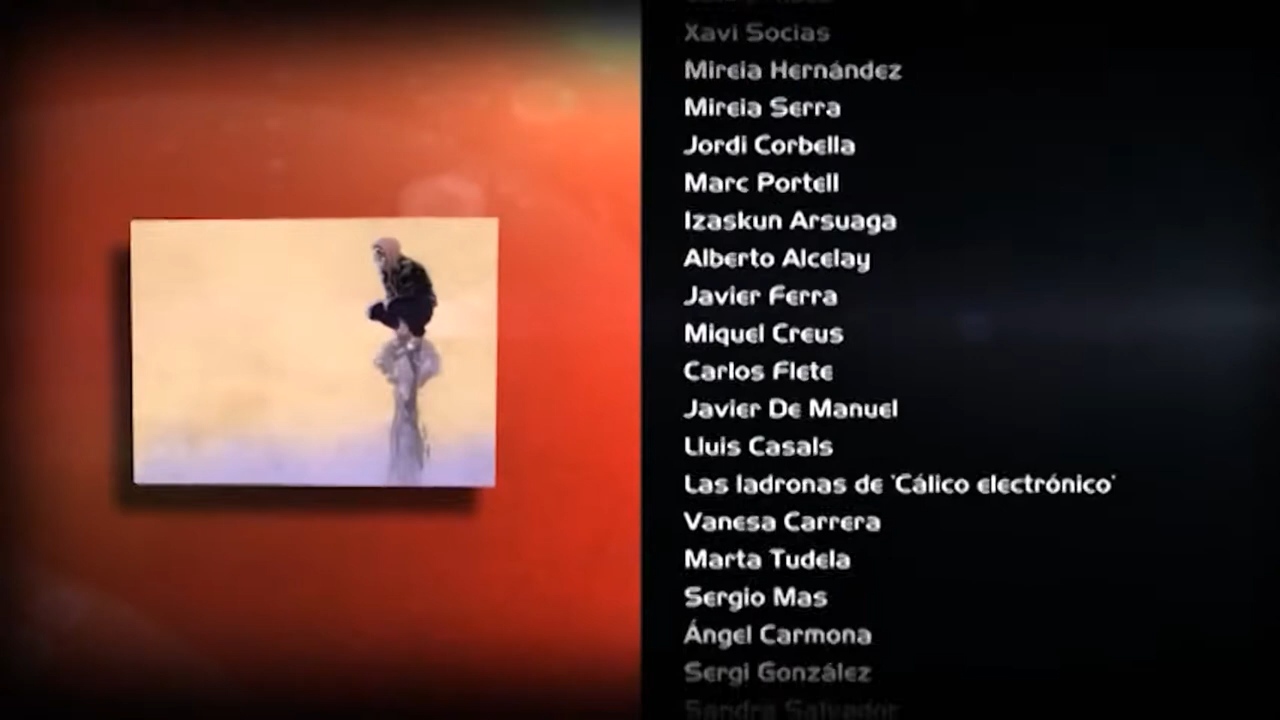 Xavi Socias
Mireia Hernández
Mireia Serra
Jordi Corbella
Marc Portell
Izaskun Arsuaga
Alberto Alcelay
Javier Ferra
Miquel Creus
Carlos Flete
Javier De Manuel
Lluis Casals
Las ladronas de 'Cálico electrónico'
Vanesa Carrera
Marta Tudela
Sergio Mas
Ángel Carmona
Sergi González
Sandra Salvador